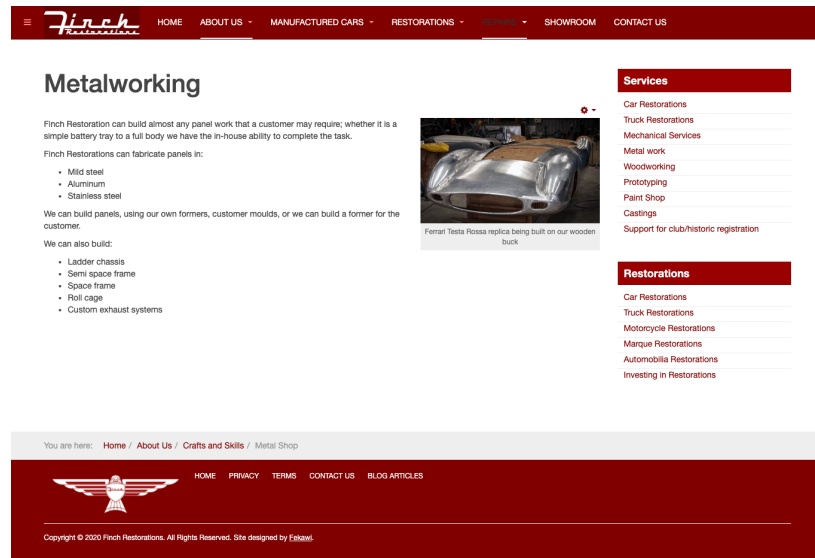 Finch
Restorations
HOME ABOUT US MANUFACTURED CARS RESTORATIONS REPAIRS SHOWROOM CONTACT US
Metalworking
Finch Restoration can build almost any panel work that a customer may require; whether it is a
simple battery tray to a full body we have the in-house ability to complete the task.
Finch Restorations can fabricate panels in:
Mild steel
Aluminum
Stainless steel
We can build panels, using our own formers, customer moulds, or we can build a former for the
customer.
We can also build:
Ladder chassis
Semi space frame
Space frame
Roll cage
Custom exhaust systems
Ferrari Testa Rossa replica being built on our wooden
buck
Services
Car Restorations
Truck Restorations
Mechanical Services
Metal work
Woodworking
Prototyping
Paint Shop
Castings
Support for club/historic registration
Restorations
Car Restorations
Truck Restorations
Motorcycle Restorations
Marque Restorations
Automobilia Restorations
Investing in Restorations
You are here: Home / About Us / Crafts and Skills / Metal Shop
Finch
HOME PRIVACY TERMS CONTACT US BLOG ARTICLES
Copyright © 2020 Finch Restorations. All Rights Reserved. Site designed by Fekawi.